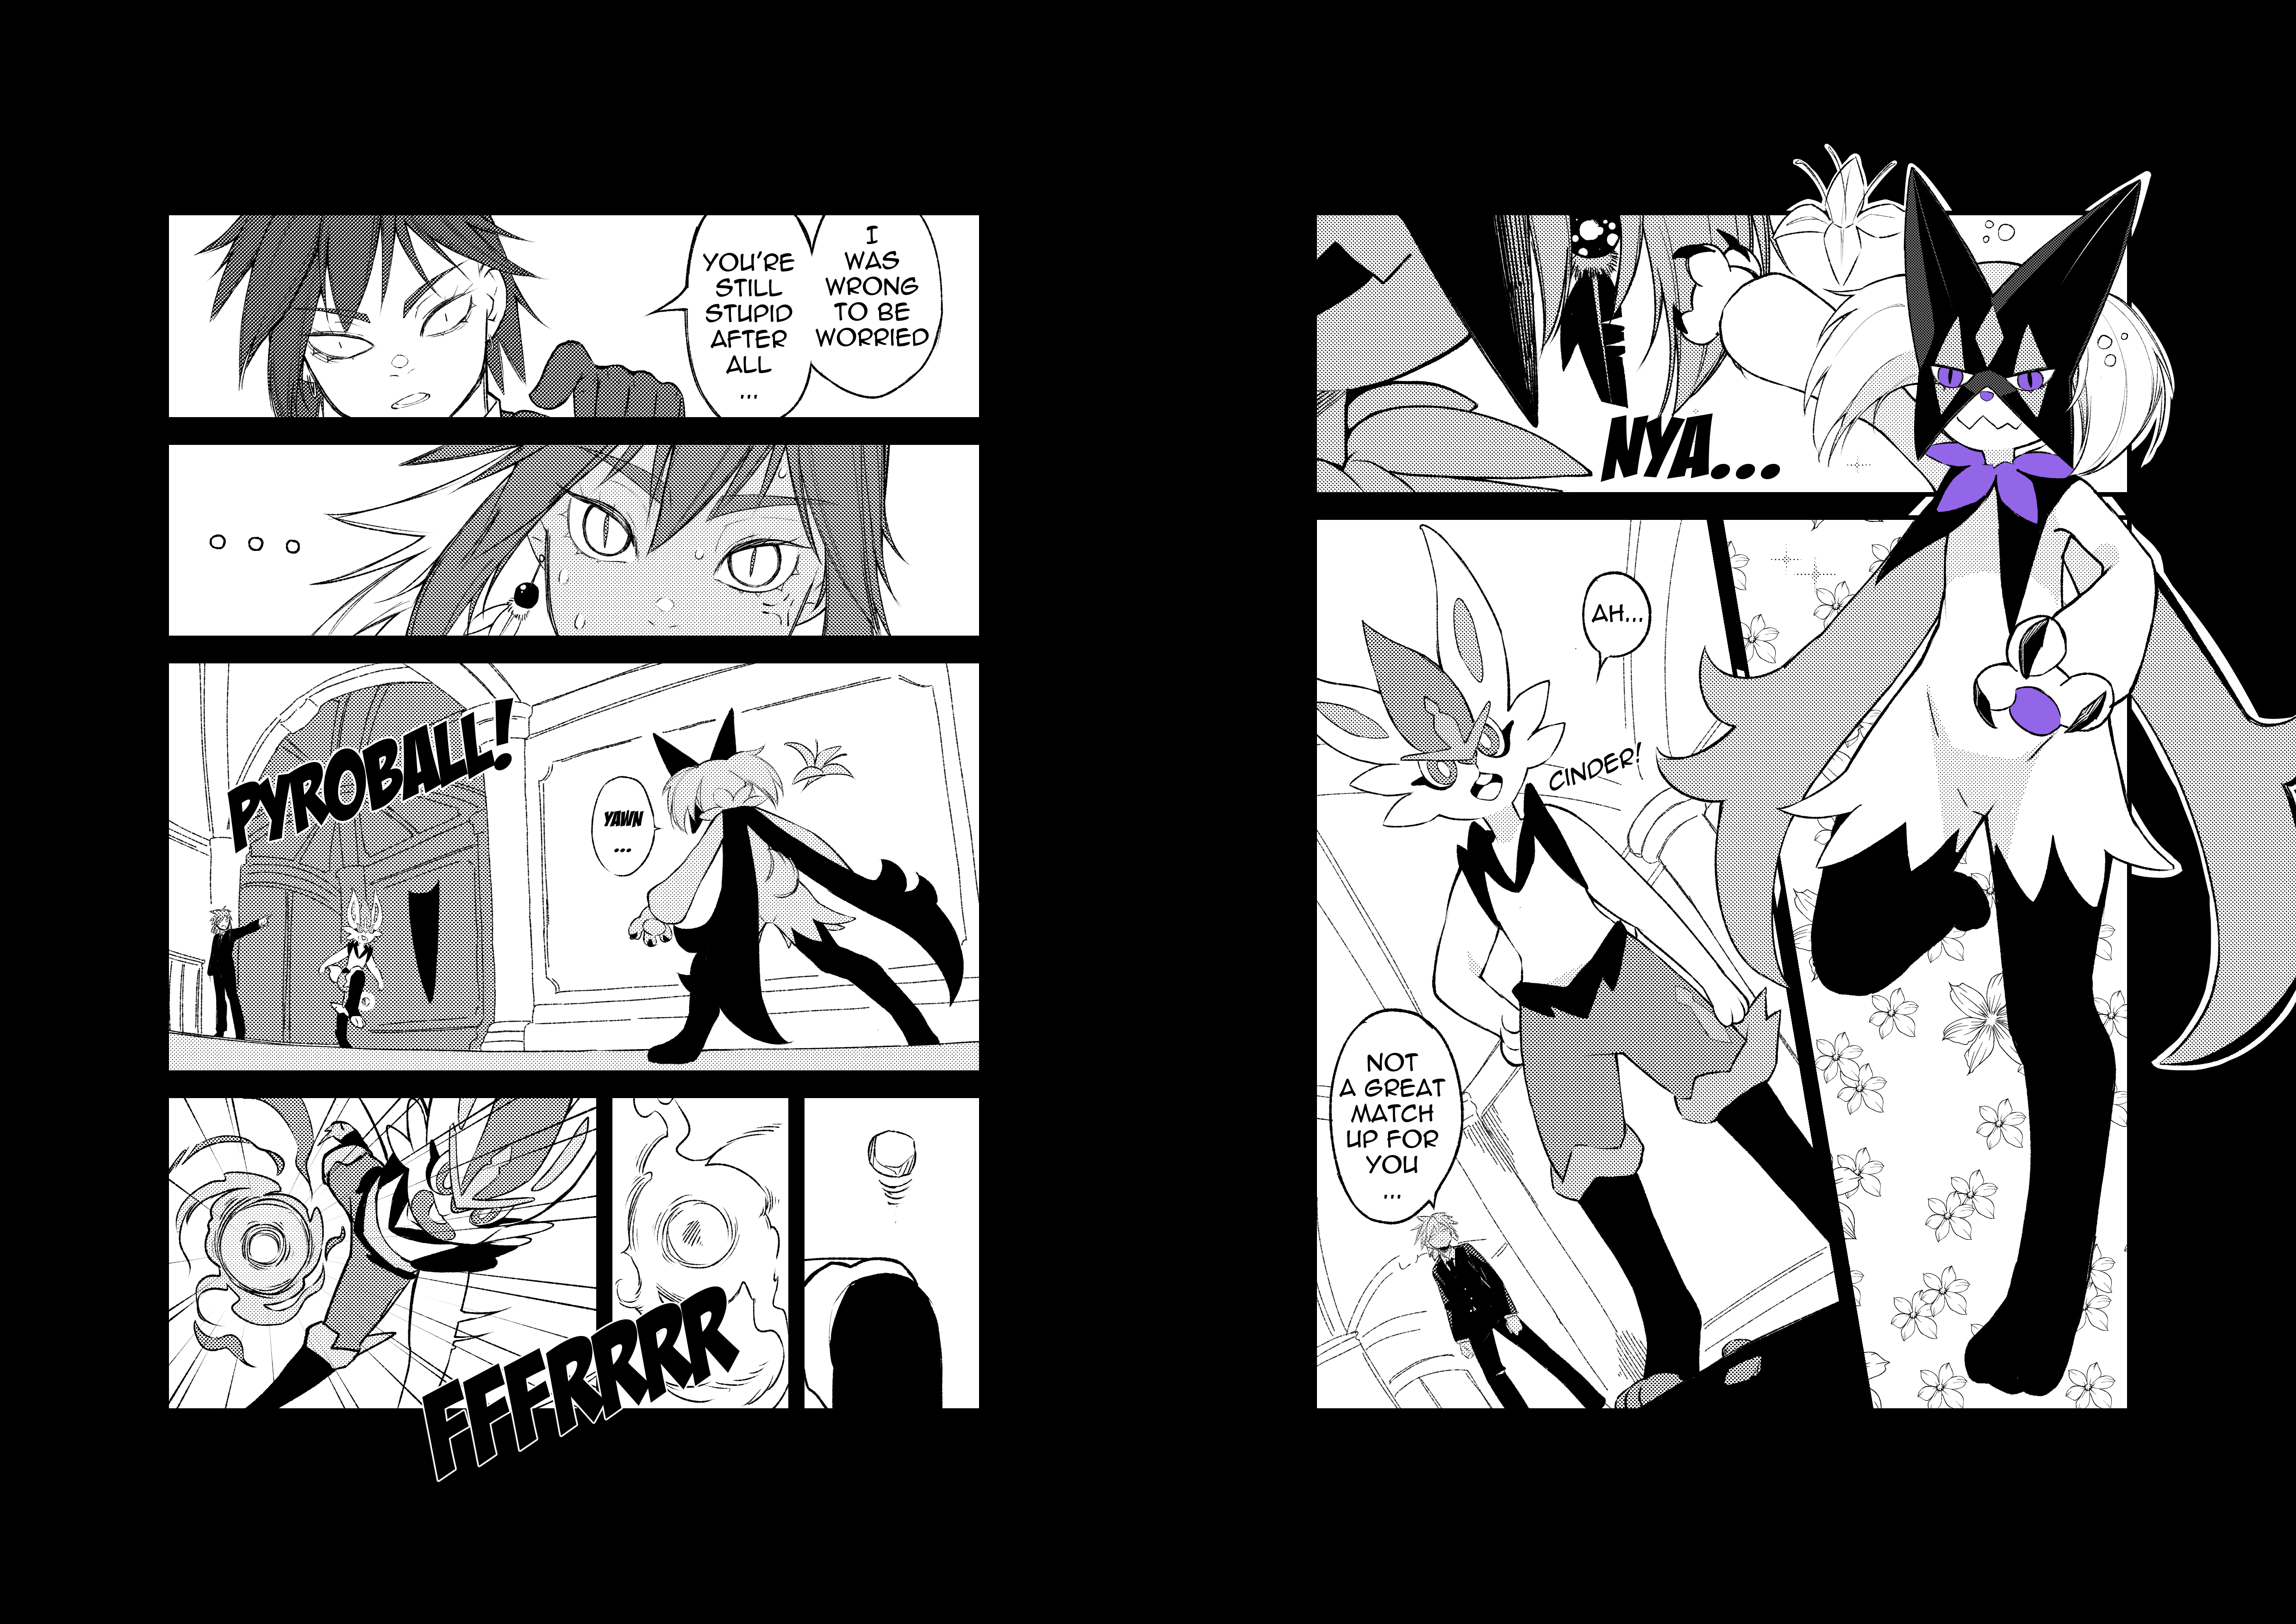 NYA...
AH...
CINDER!
NOT
A GREAT
MATCH
UP FOR
YOU
...
I
WAS
WRONG
TO BE
WORRIED
YOU'RE
STILL
STUPID
AFTER
ALL
...
...
YAWN
...
PYROBALL!
FFFRRRR